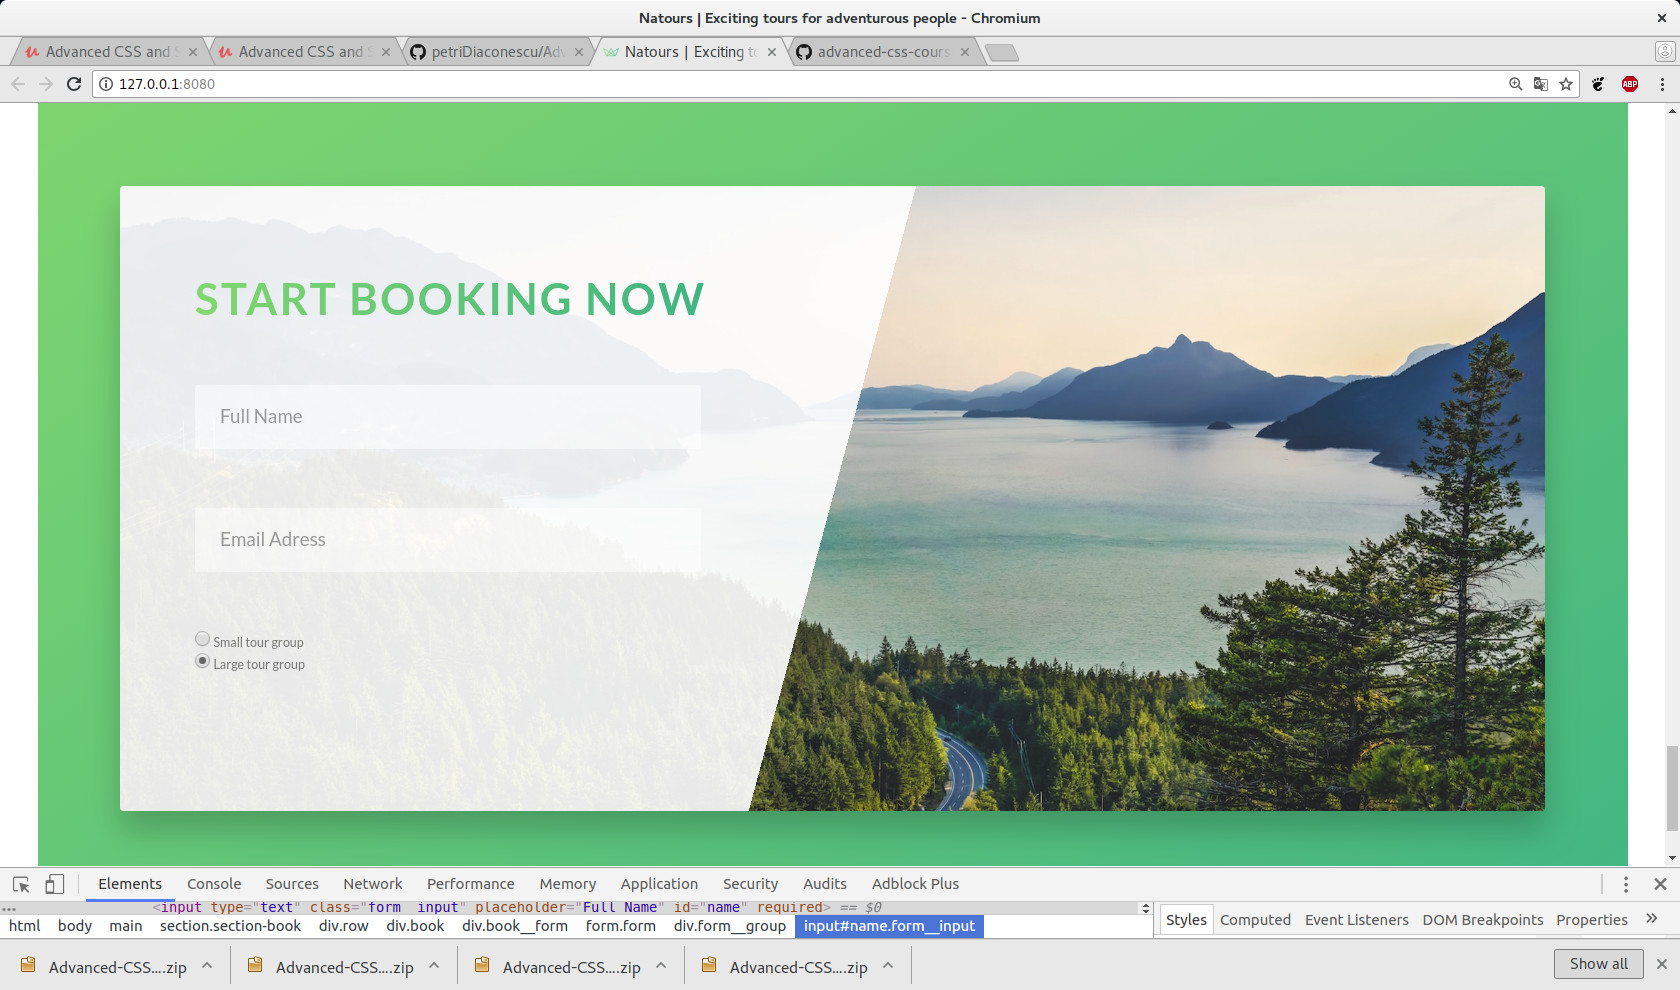 Natours | Exciting tours for adventurous people - Chromium
Advanced CSS and S
Advanced CSS and S
petriDiaconescu/Adv
Natours | Exciting to
advanced-css-cours
127.0.0.1:8080
ABP
START BOOKING NOW
Full Name
Email Adress
Small tour group
Large tour group
Elements Console Sources Network Performance Memory Application Security Audits Adblock Plus
... <input type="text" class="form__input" placeholder="Full Name" id="name" required> == $0
html body main section.section-book div.row div.book div.book__form form.form div.form__group input#name.form__input
Styles Computed Event Listeners DOM Breakpoints Properties »
Advanced-CSS....zip
Advanced-CSS....zip
Advanced-CSS....zip
Advanced-CSS....zip
Show all